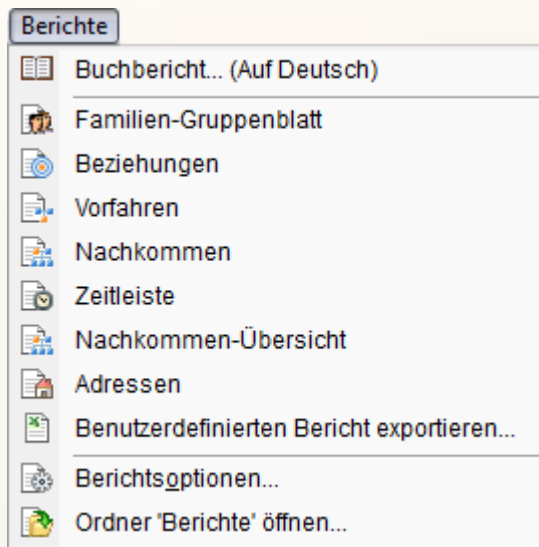 Berichte
Buchbericht... (Auf Deutsch)
Familien-Gruppenblatt
Beziehungen
Vorfahren
Nachkommen
Zeitleiste
Nachkommen-Übersicht
Adressen
Benutzerdefinierten Bericht exportieren...
Berichtsoptionen...
Ordner 'Berichte' öffnen...